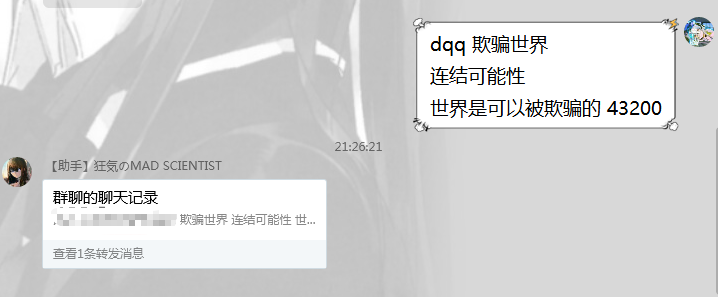 dqq 欺骗世界
连结可能性
世界是可以被欺骗的 43200
21:26:21
【助手】狂気のMAD SCIENTIST
群聊的聊天记录
欺骗世界 连结可能性 世...
查看1条转发消息